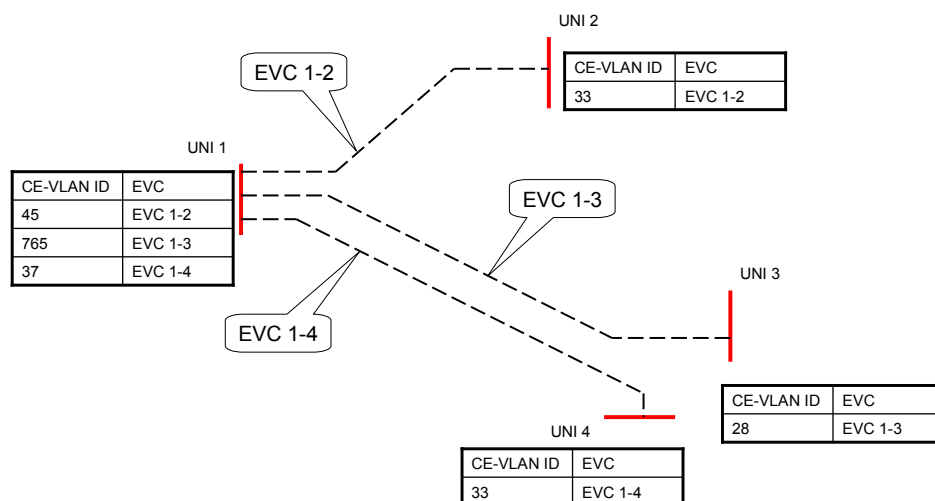 UNI 2
EVC 1-2
CE-VLAN ID EVC
33 EVC 1-2
UNI 1
CE-VLAN ID EVC
45 EVC 1-2
765 EVC 1-3
37 EVC 1-4
EVC 1-3
UNI 3
EVC 1-4
CE-VLAN ID EVC
28 EVC 1-3
UNI 4
CE-VLAN ID EVC
33 EVC 1-4